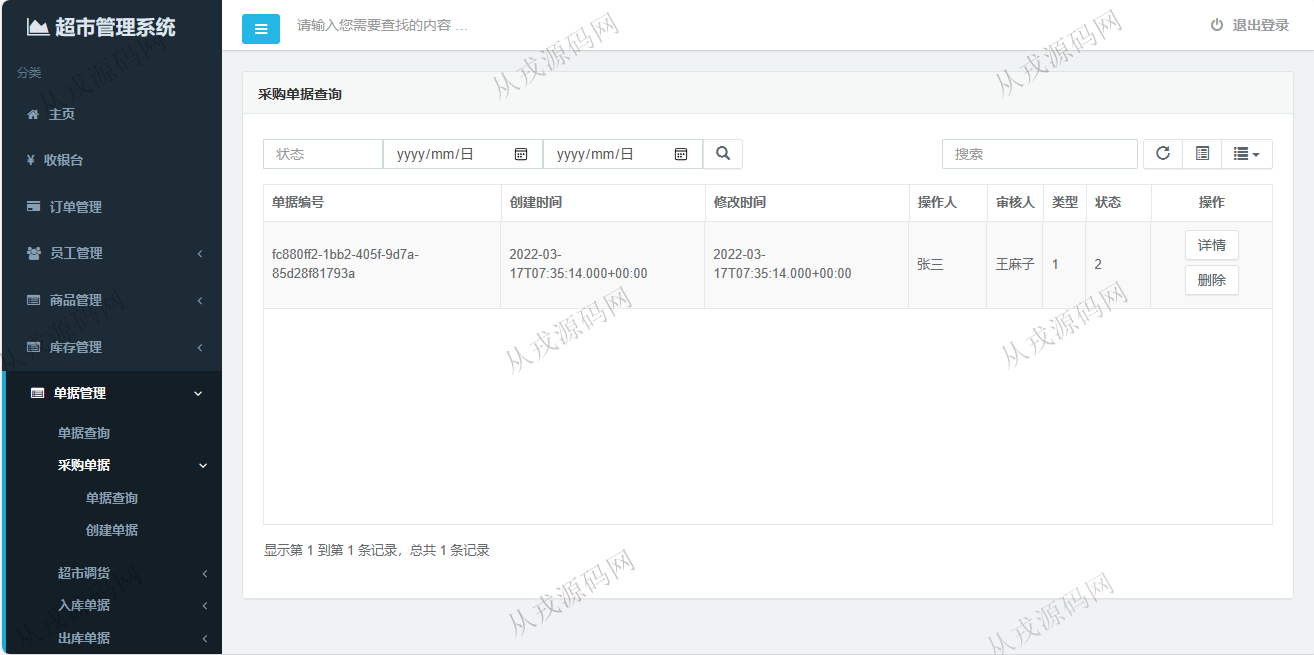 超市管理系统
分类
主页
¥ 收银台
订单管理
员工管理
商品管理
库存管理
单据管理
单据查询
采购单据
单据查询
创建单据
超市调货
入库单据
出库单据
请输入您需要查找的内容 …
退出登录
采购单据查询
状态 yyyy/mm/日 yyyy/mm/日 搜索
单据编号 创建时间 修改时间 操作人 审核人 类型 状态 操作
fc880ff2-1bb2-405f-9d7a- 2022-03- 2022-03- 详情
85d28f81793a 17T07:35:14.000+00:00 17T07:35:14.000+00:00 张三 王麻子 1 2 删除
显示第 1 到第 1 条记录，总共 1 条记录
从戎源码网
从戎源码网
从戎源码网
从戎源码网
从戎源码网
从戎源码网
从戎源码网
从戎源码网
从戎源码网